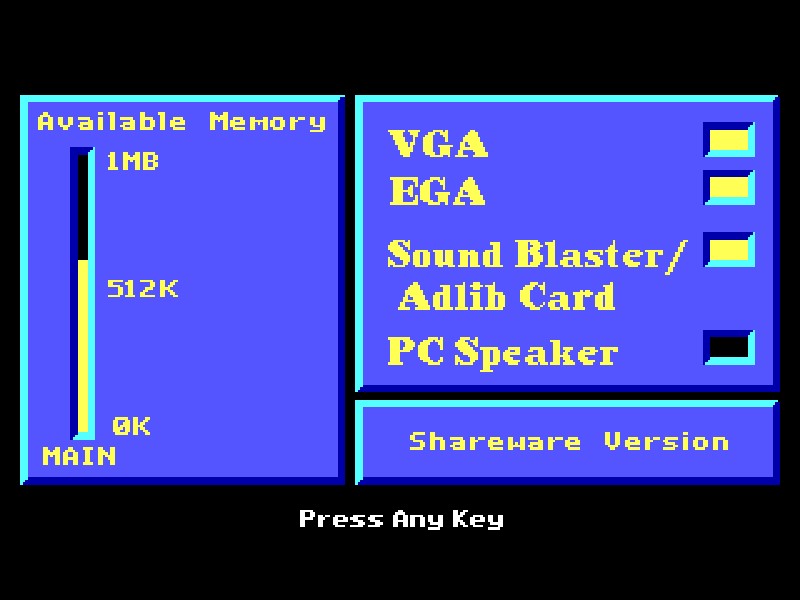 Available Memory
1MB
512K
0K
MAIN
VGA
EGA
Sound Blaster/
Adlib Card
PC Speaker
Shareware Version
Press Any Key